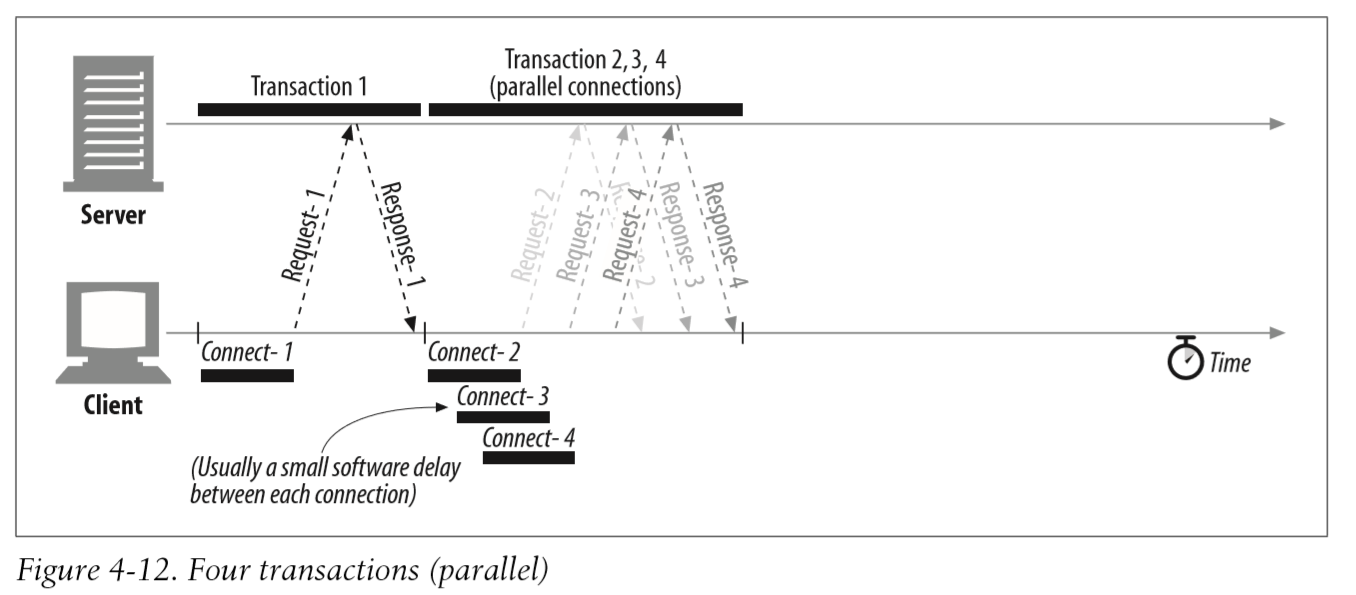 Transaction 1
Transaction 2, 3, 4
(parallel connections)
Server
Request- 1
Response- 1
Request- 2
Request- 3
Request- 4
Response- 3
Response- 4
Client
Connect- 1
Connect- 2
Connect- 3
Connect- 4
(Usually a small software delay
between each connection)
Time
Figure 4-12. Four transactions (parallel)